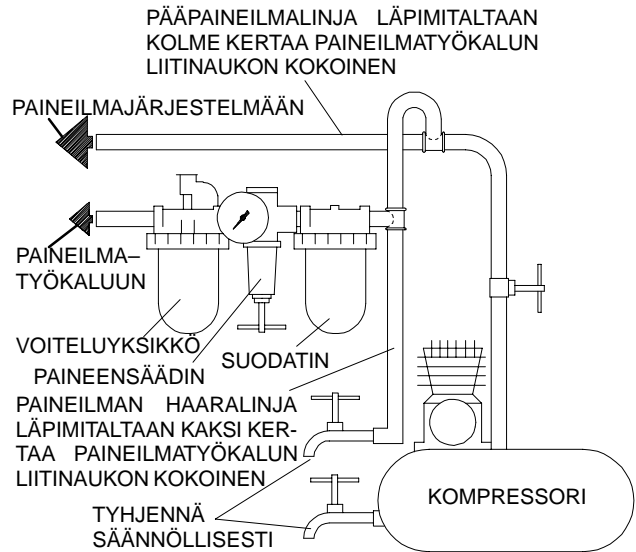 PÄÄPAINEILMALINJA LÄPIMITALTAAN
KOLME KERTAA PAINEILMATYÖKALUN
LIITINAUKON KOKOINEN
PAINEILMAJÄRJESTELMÄÄN
PAINEILMA–
TYÖKALUUN
VOITELUYKSIKKÖ
SUODATIN
PAINEENSÄÄDIN
PAINEILMAN HAARALINJA
LÄPIMITALTAAN KAKSI KER-
TAA PAINEILMATYÖKALUN
LIITINAUKON KOKOINEN
KOMPRESSORI
TYHJENNÄ
SÄÄNNÖLLISESTI